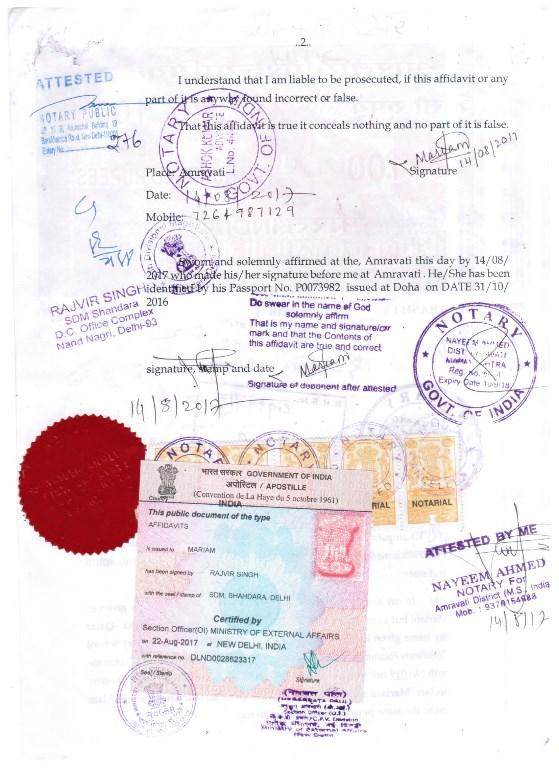 ..2..
ATTESTED
NOTARY PUBLIC
276
I understand that I am liable to be prosecuted, if this affidavit or any
part of it is anyway found incorrect or false.
That this affidavit is true it conceals nothing and no part of it is false.
NOTARY
ASHOK KUMAR
ADVOCATE
Mariam
14/08/2017
Signature
Place: Amravati
Date: 14-08-2017
Mobile: 7264987129
Sworn and solemnly affirmed at the, Amravati this day by 14/08/
2017 who made his/her signature before me at Amravati . He/She has been
identified by his Passport No. P0073982 issued at Doha on DATE 31/10/
2016
RAJVIR SINGH
SDM Shandara
D.C. Office Complex
Nand Nagri, Delhi-93
Do swear in the name of God
solemnly affirm
That is my name and signature/or
mark and that the Contents of
this affidavit are true and correct
Mariam
Signature of deponent after attested
NOTARY
NAYEEM AHMED
Reg. No.
Expiry Date
GOVT. OF INDIA
signature, stamp and date
14/8/2017
NOTARIAL
भारत सरकार GOVERNMENT OF INDIA
अपोस्टिल / APOSTILLE
(Convention de La Haye du 5 octobre 1961)
Country
INDIA
This public document of the type
AFFIDAVITS
Is issued to MARIAM
has been signed by RAJVIR SINGH
with the seal / stamp of SDM, SHAHDARA, DELHI
Certified by
Section Officer(OI) MINISTRY OF EXTERNAL AFFAIRS
on 22-Aug-2017 at NEW DELHI, INDIA
with reference no. DLND0028623317
Seal / Stamp
Signature
Section Officer (O.I.)
C.P.V. Division
Ministry of External Affairs
New Delhi
ATTESTED BY ME
NAYEEM AHMED
NOTARY For
Amravati District (M.S.) India
Mob. : 9370154988
14/8/17